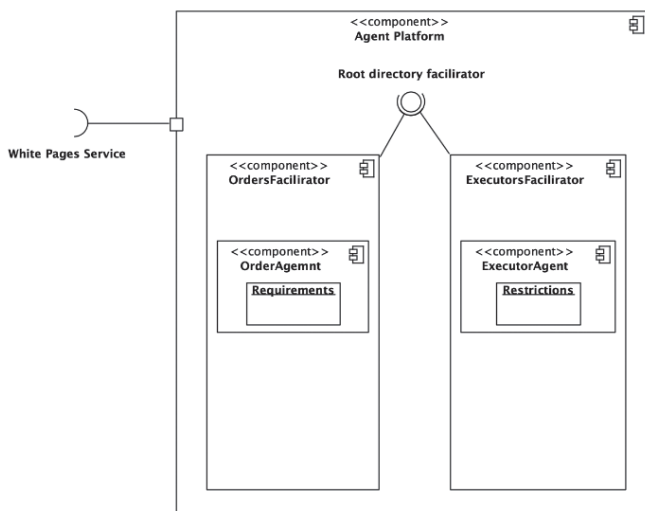 <<component>>
Agent Platform
Root directory facilirator
White Pages Service
<<component>>
OrdersFacilirator
<<component>>
ExecutorsFacilirator
<<component>>
OrderAgemnt
Requirements
<<component>>
ExecutorAgent
Restrictions